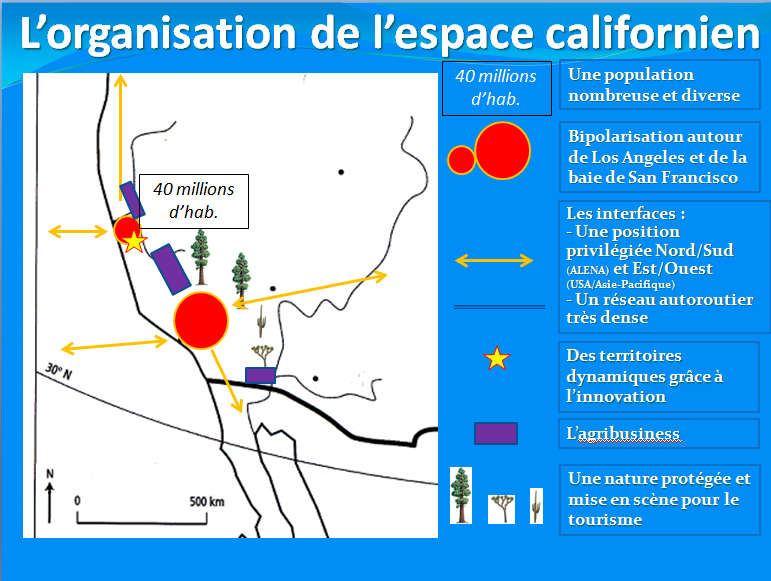 L'organisation de l'espace californien
40 millions
d'hab.
30° N
N
0
500 km
40 millions
d'hab.
Une population
nombreuse et diverse
Bipolarisation autour
de Los Angeles et de la
baie de San Francisco
Les interfaces :
- Une position
privilégiée Nord/Sud
(ALENA) et Est/Ouest
(USA/Asie-Pacifique)
- Un réseau autoroutier
très dense
Des territoires
dynamiques grâce à
l'innovation
L'agribusiness
Une nature protégée et
mise en scène pour le
tourisme